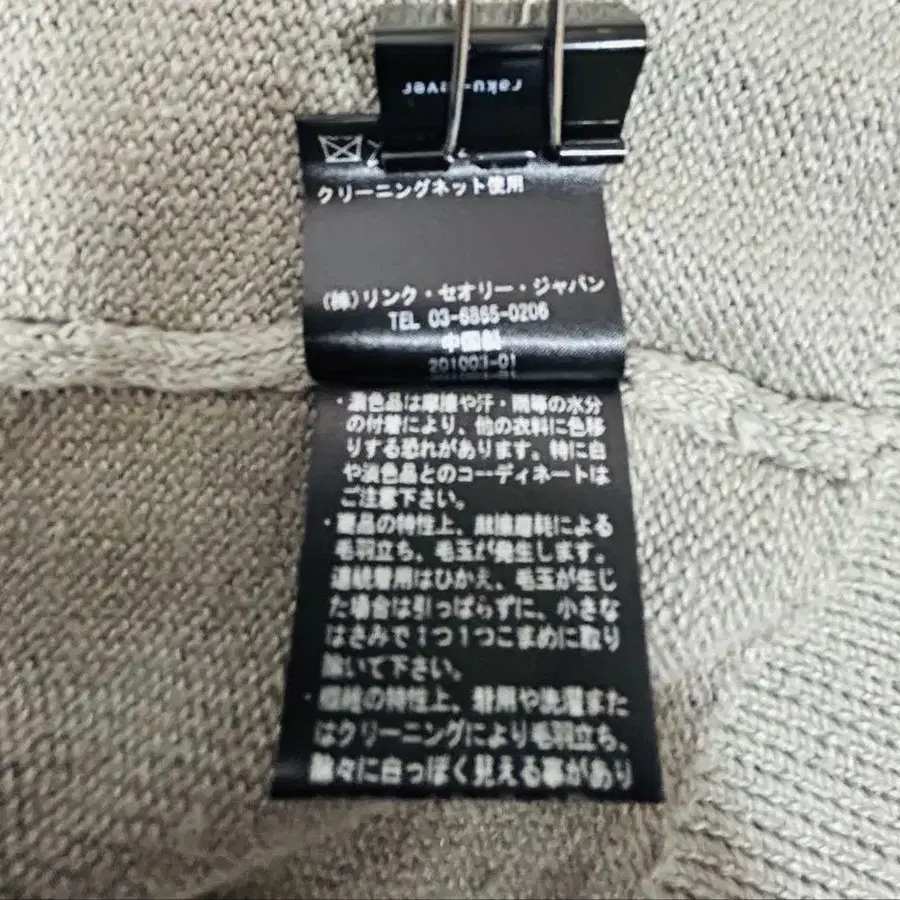 クリーニングネット使用
(株)リンク・セオリー・ジャパン
TEL 03-6865-0206
中国製
201003-01
・濃色品は摩擦や汗・雨等の水分
の付着により、他の衣料に色移
りする恐れがあります。特に白
や淡色品とのコーディネートは
ご注意下さい。
の特性上、摩擦磨耗による
毛羽立ち、毛玉が発生します。
連続着用はひかえ、毛玉が生じ
た場合は引っぱらずに、小さな
はさみで1つ1つこまめに取り
除いて下さい。
の特性上、着用や洗濯また
はクリーニングにより毛羽立ち、
に白っぽく見える事があり